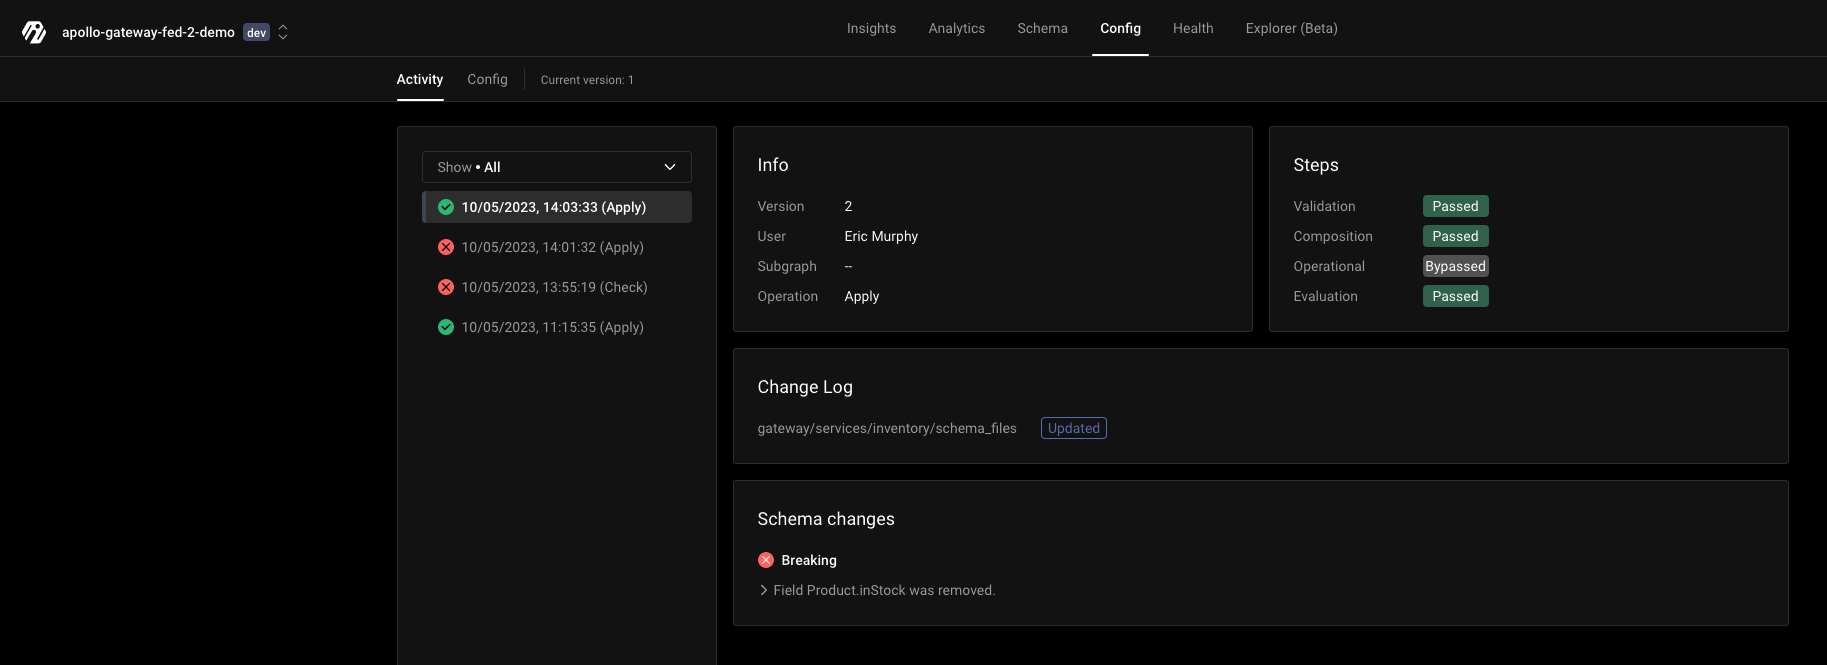 apollo-gateway-fed-2-demo dev
Insights Analytics Schema Config Health Explorer (Beta)
Activity Config Current version: 1
Show • All
10/05/2023, 14:03:33 (Apply)
10/05/2023, 14:01:32 (Apply)
10/05/2023, 13:55:19 (Check)
10/05/2023, 11:15:35 (Apply)
Info
Version 2
User Eric Murphy
Subgraph --
Operation Apply
Steps
Validation Passed
Composition Passed
Operational Bypassed
Evaluation Passed
Change Log
gateway/services/inventory/schema_files Updated
Schema changes
Breaking
Field Product.inStock was removed.